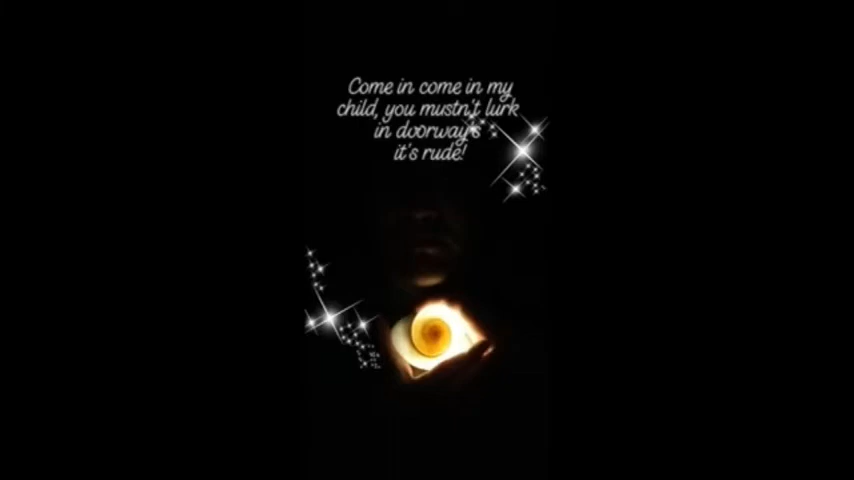 Come in come in my
child, you mustn't lurk
in doorway's
it's rude!